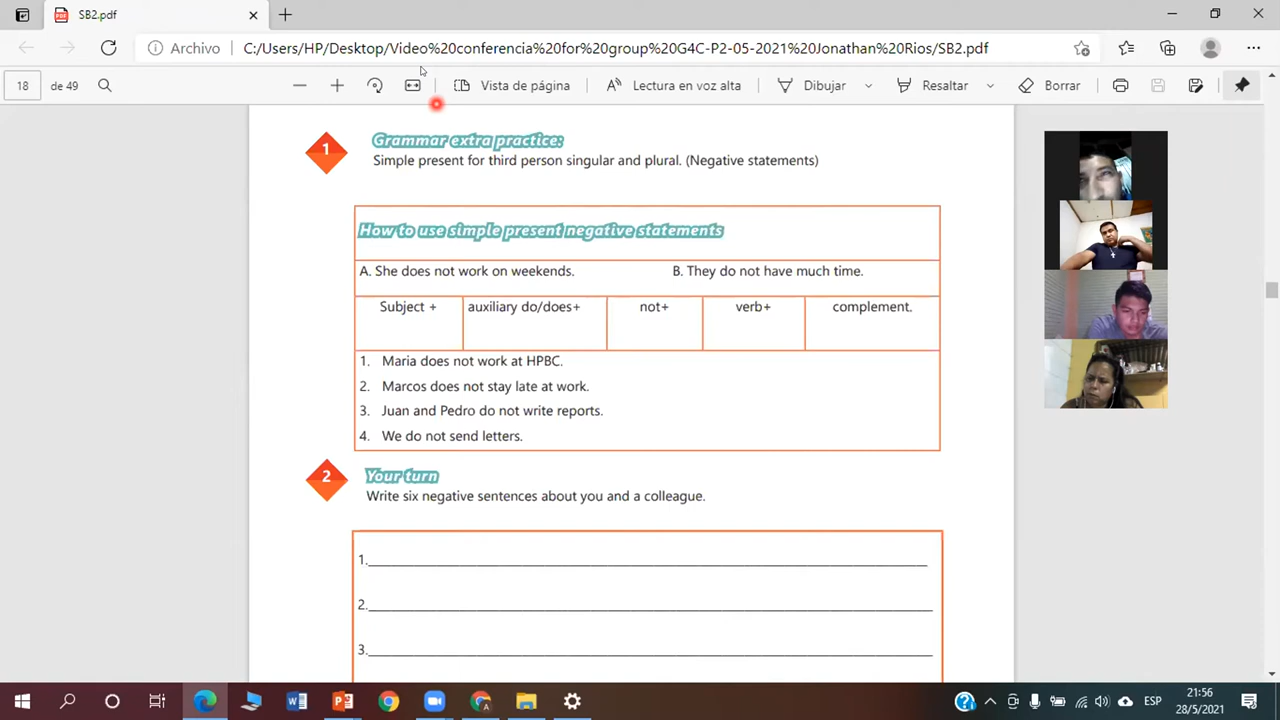 SB2.pdf
Archivo
C:/Users/HP/Desktop/Video%20conferencia%20for%20group%20G4C-P2-05-2021%20Jonathan%20Rios/SB2.pdf
18 de 49
Vista de página
Lectura en voz alta
Dibujar
Resaltar
Borrar
1
Grammar extra practice:
Simple present for third person singular and plural. (Negative statements)
How to use simple present negative statements
A. She does not work on weekends. B. They do not have much time.
Subject + auxiliary do/does+ not+ verb+ complement.
1. Maria does not work at HPBC.
2. Marcos does not stay late at work.
3. Juan and Pedro do not write reports.
4. We do not send letters.
2
Your turn
Write six negative sentences about you and a colleague.
1.
2.
3.
ESP
21:56
28/5/2021